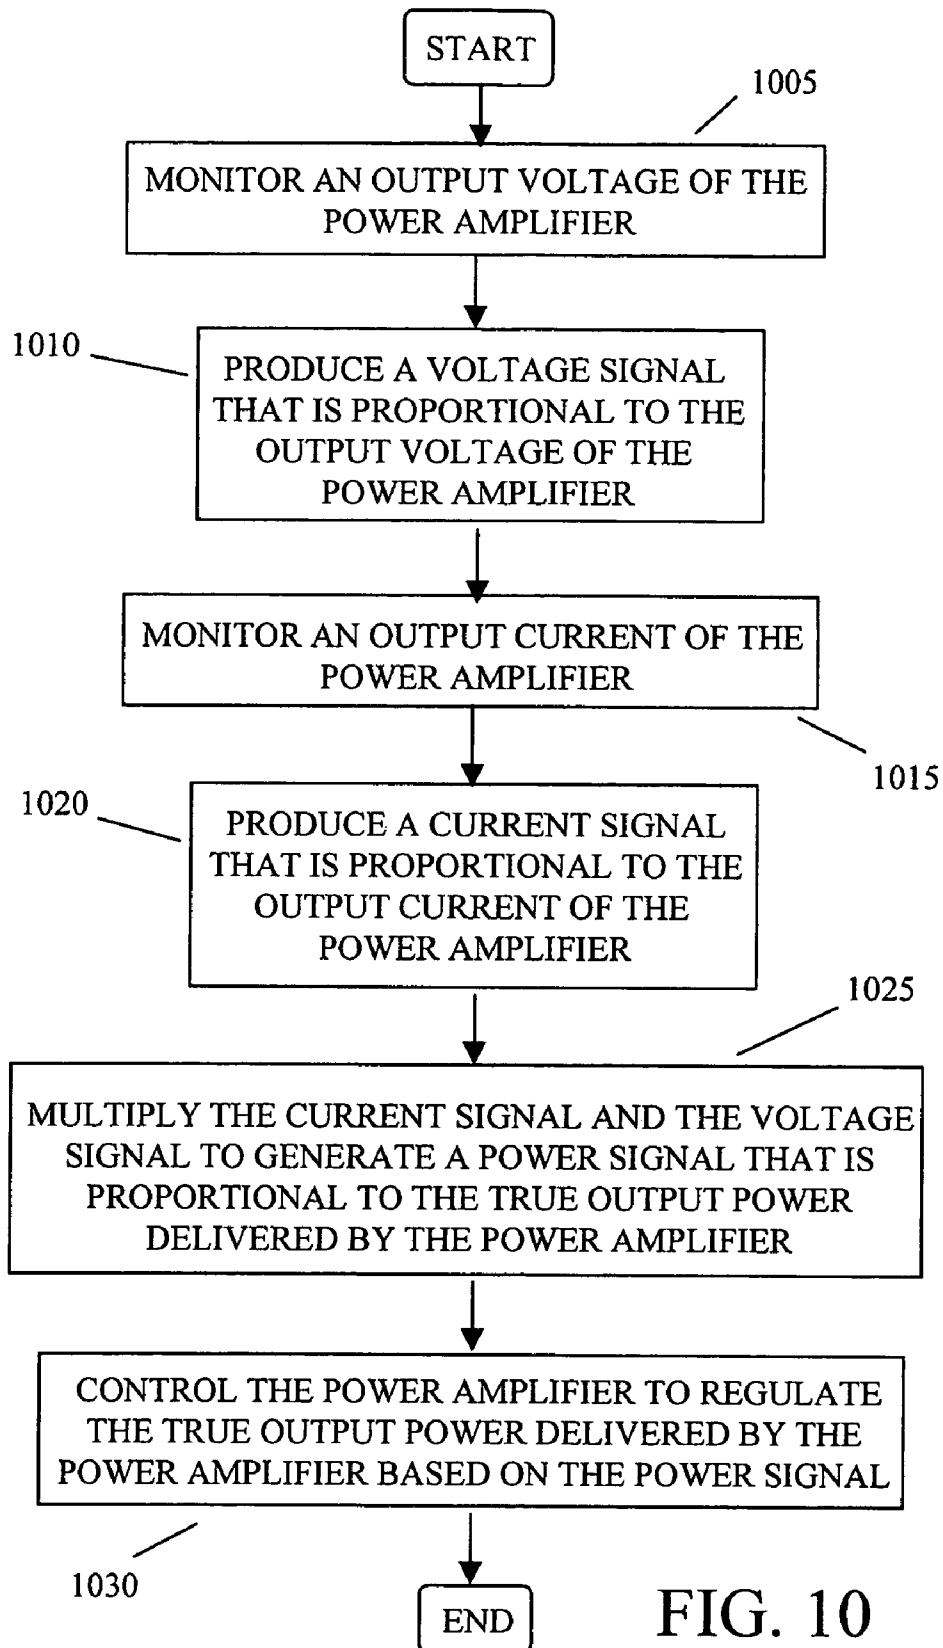 START
1005
MONITOR AN OUTPUT VOLTAGE OF THE
POWER AMPLIFIER
1010
PRODUCE A VOLTAGE SIGNAL
THAT IS PROPORTIONAL TO THE
OUTPUT VOLTAGE OF THE
POWER AMPLIFIER
MONITOR AN OUTPUT CURRENT OF THE
POWER AMPLIFIER
1015
1020
PRODUCE A CURRENT SIGNAL
THAT IS PROPORTIONAL TO THE
OUTPUT CURRENT OF THE
POWER AMPLIFIER
1025
MULTIPLY THE CURRENT SIGNAL AND THE VOLTAGE
SIGNAL TO GENERATE A POWER SIGNAL THAT IS
PROPORTIONAL TO THE TRUE OUTPUT POWER
DELIVERED BY THE POWER AMPLIFIER
CONTROL THE POWER AMPLIFIER TO REGULATE
THE TRUE OUTPUT POWER DELIVERED BY THE
POWER AMPLIFIER BASED ON THE POWER SIGNAL
1030
END
FIG. 10